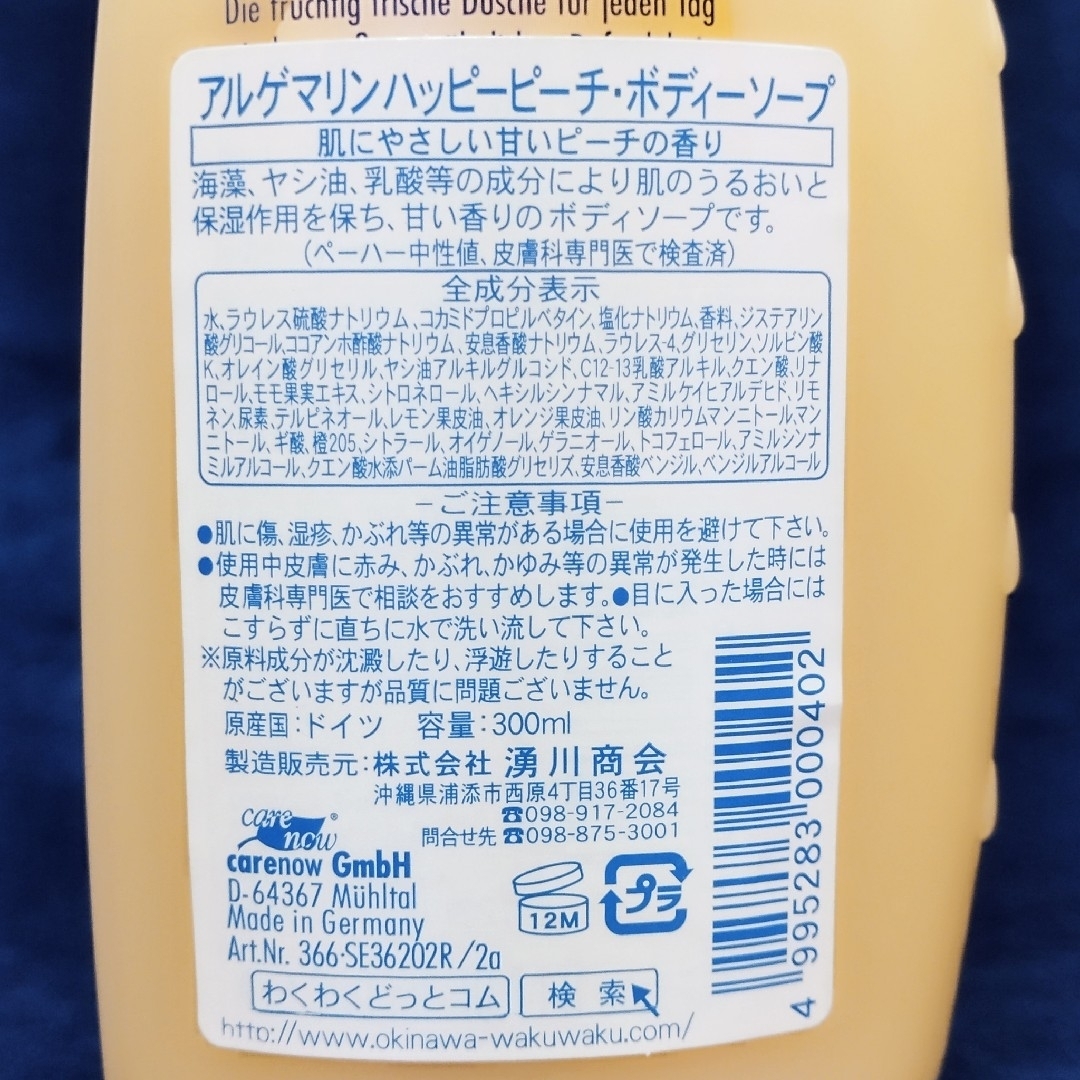 Die fruchtig frische Dusche für jeden Tag
アルゲマリンハッピーピーチ・ボディーソープ
肌にやさしい甘いピーチの香り
海藻、ヤシ油、乳酸等の成分により肌のうるおいと
保湿作用を保ち、甘い香りのボディソープです。
(ペーハー中性値、皮膚科専門医で検査済)
全成分表示
水、ラウレス硫酸ナトリウム、コカミドプロピルベタイン、塩化ナトリウム、香料、ジステアリン
酸グリコール、ココアンホ酢酸ナトリウム、安息香酸ナトリウム、ラウレス-4、グリセリン、ソルビン酸
K、オレイン酸グリセリル、ヤシ油アルキルグルコシド、C12-13乳酸アルキル、クエン酸、リナ
ロール、モモ果実エキス、シトロネロール、ヘキシルシンナマル、アミルケイヒアルデヒド、リモ
ネン、尿素、テルピネオール、レモン果皮油、オレンジ果皮油、リン酸カリウムマンニトール、マン
ニトール、ギ酸、橙205、シトラール、オイゲノール、ゲラニオール、トコフェロール、アミルシンナ
ミルアルコール、クエン酸水添パーム油脂肪酸グリセリズ、安息香酸ベンジル、ベンジルアルコール
-ご注意事項-
●肌に傷、湿疹、かぶれ等の異常がある場合に使用を避けて下さい。
●使用中皮膚に赤み、かぶれ、かゆみ等の異常が発生した時には
皮膚科専門医で相談をおすすめします。●目に入った場合には
こすらずに直ちに水で洗い流して下さい。
※原料成分が沈澱したり、浮遊したりすること
がございますが品質に問題ございません。
原産国:ドイツ 容量:300ml
製造販売元:株式会社 湧川商会
沖縄県浦添市西原4丁目36番17号
☎098-917-2084
問合せ先 ☎098-875-3001
care now®
carenow GmbH
D-64367 Mühltal
Made in Germany
Art.Nr. 366·SE36202R/2a
12M
プラ
4 995283 000402
わくわくどっとコム 検索
http://www.okinawa-wakuwaku.com/